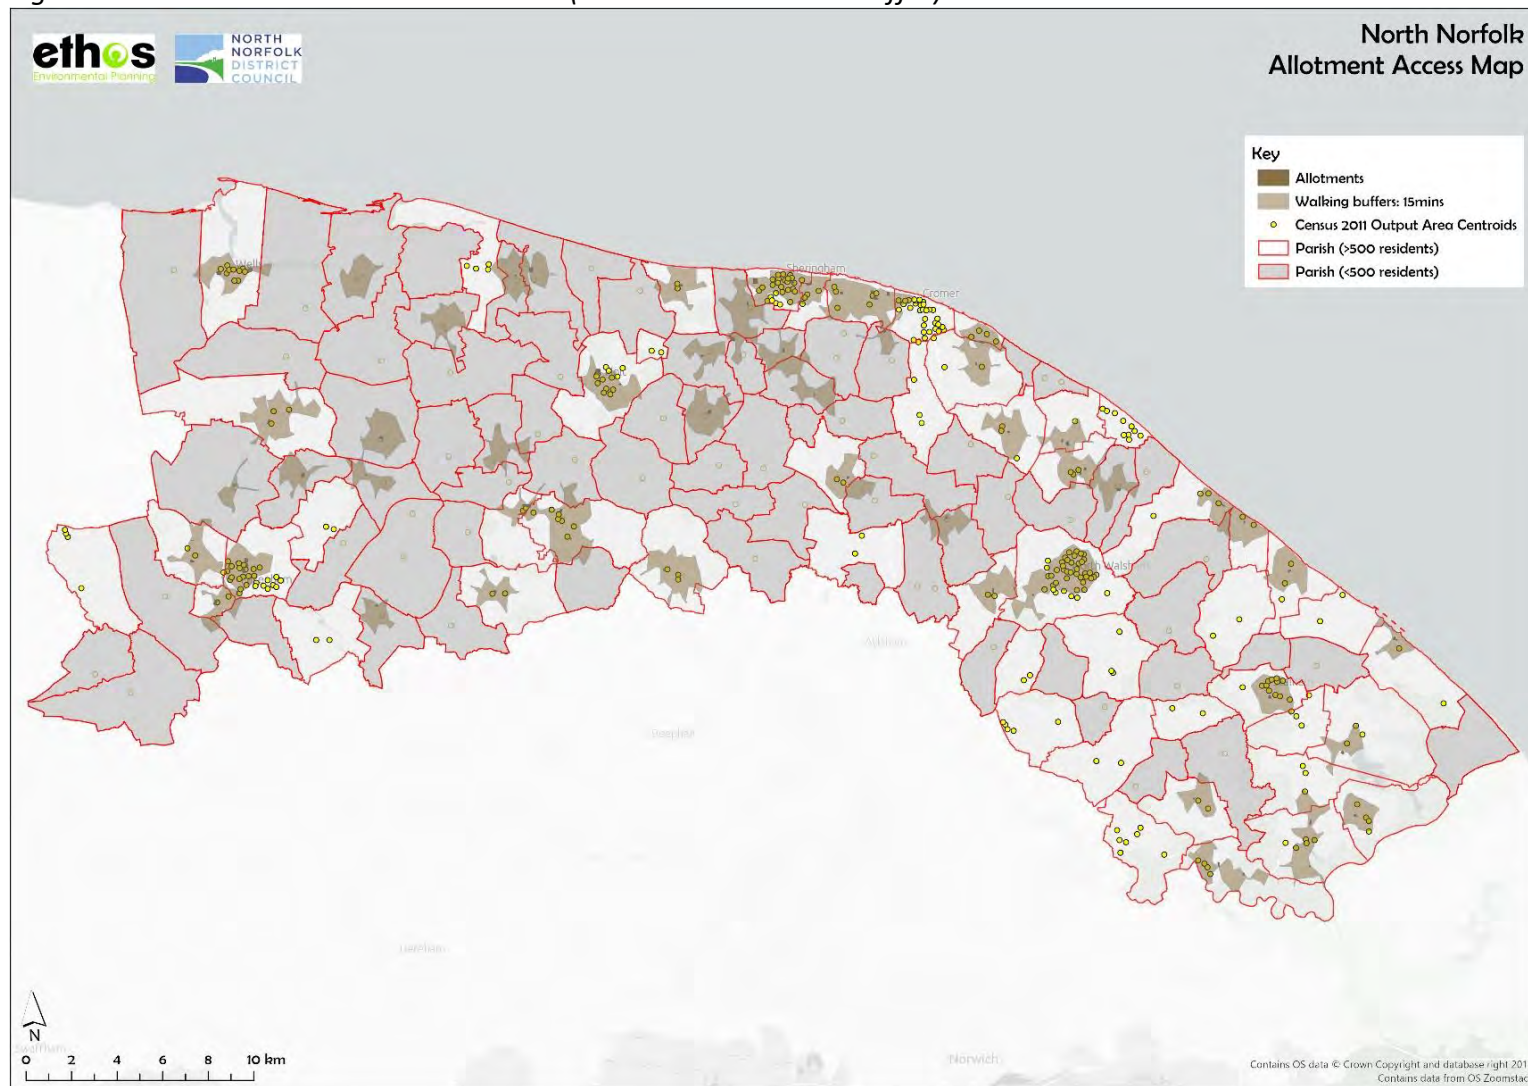 ethos
Environmental Planning
NORTH
NORFOLK
DISTRICT
COUNCIL
North Norfolk
Allotment Access Map
Key
Allotments
Walking buffers: 15mins
Census 2011 Output Area Centroids
Parish (>500 residents)
Parish (<500 residents)
Sheringham
Cromer
Dereham
N
Swaffham
0 2 4 6 8 10 km
Norwich
Contains OS data © Crown Copyright and database right 201
Contains data from OS Zoomstac